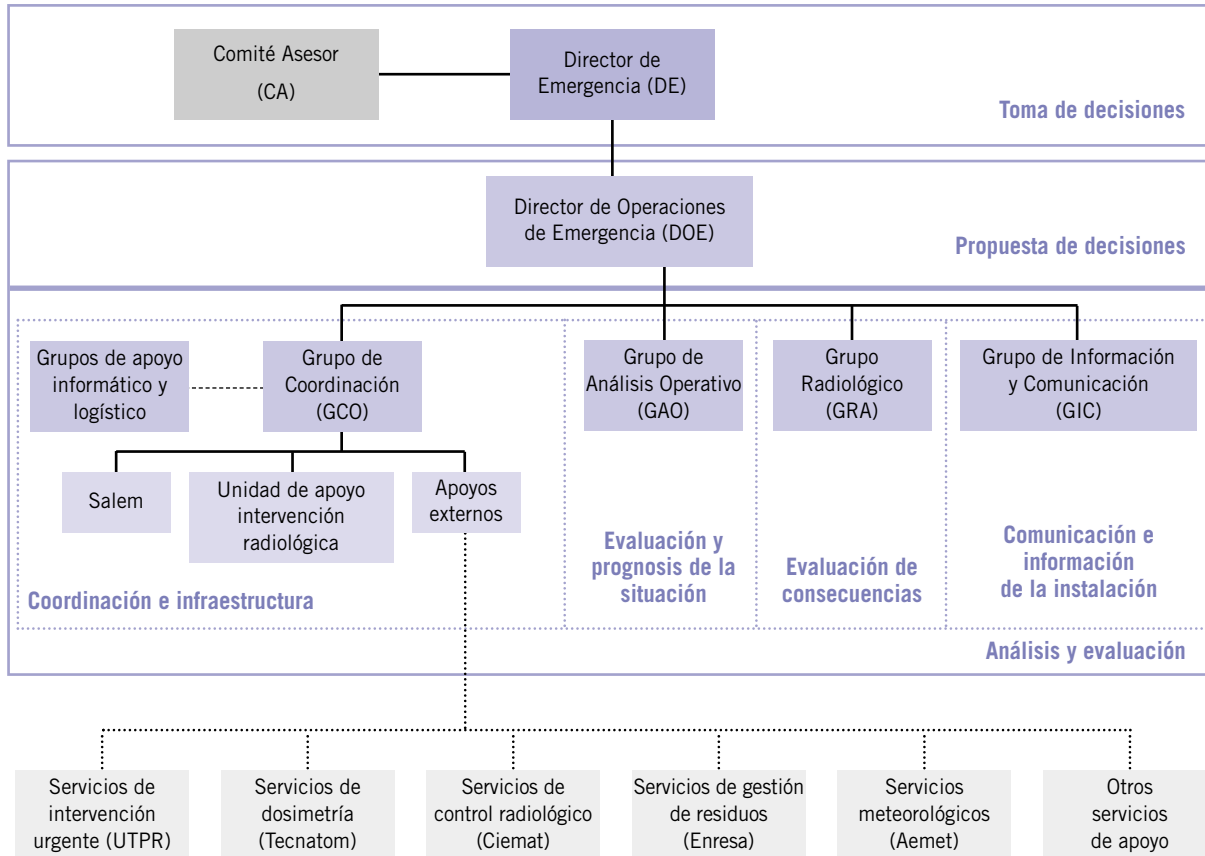 Comité Asesor
(CA)
Director de
Emergencia (DE)
Toma de decisiones
Director de Operaciones
de Emergencia (DOE)
Propuesta de decisiones
Grupos de apoyo
informático y
logístico
Grupo de
Coordinación
(GCO)
Grupo de
Análisis Operativo
(GAO)
Grupo
Radiológico
(GRA)
Grupo de Información
y Comunicación
(GIC)
Salem
Unidad de apoyo
intervención
radiológica
Apoyos
externos
Coordinación e infraestructura
Evaluación y
prognosis de la
situación
Evaluación de
consecuencias
Comunicación e
información
de la instalación
Análisis y evaluación
Servicios de
intervención
urgente (UTPR)
Servicios de
dosimetría
(Tecnatom)
Servicios de
control radiológico
(Ciemat)
Servicios de gestión
de residuos
(Enresa)
Servicios
meteorológicos
(Aemet)
Otros
servicios
de apoyo